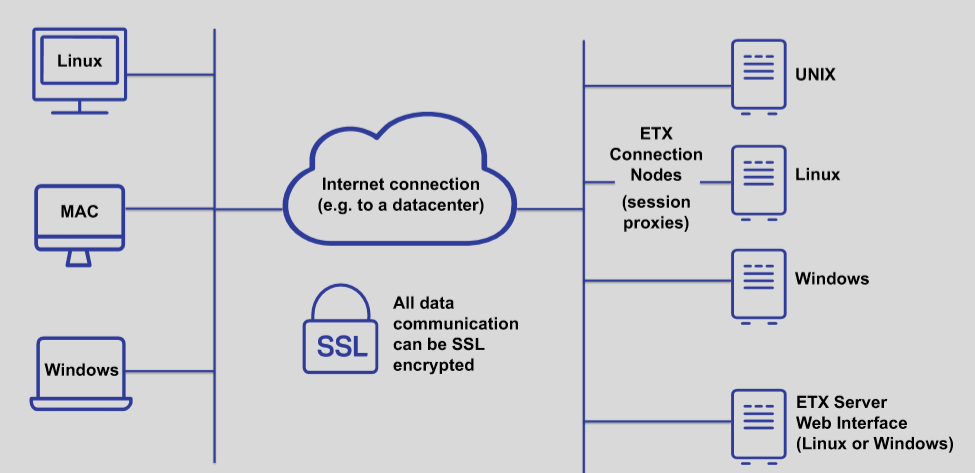 Linux
MAC
Windows
Internet connection
(e.g. to a datacenter)
SSL
All data
communication
can be SSL
encrypted
ETX
Connection
Nodes
(session
proxies)
UNIX
Linux
Windows
ETX Server
Web Interface
(Linux or Windows)